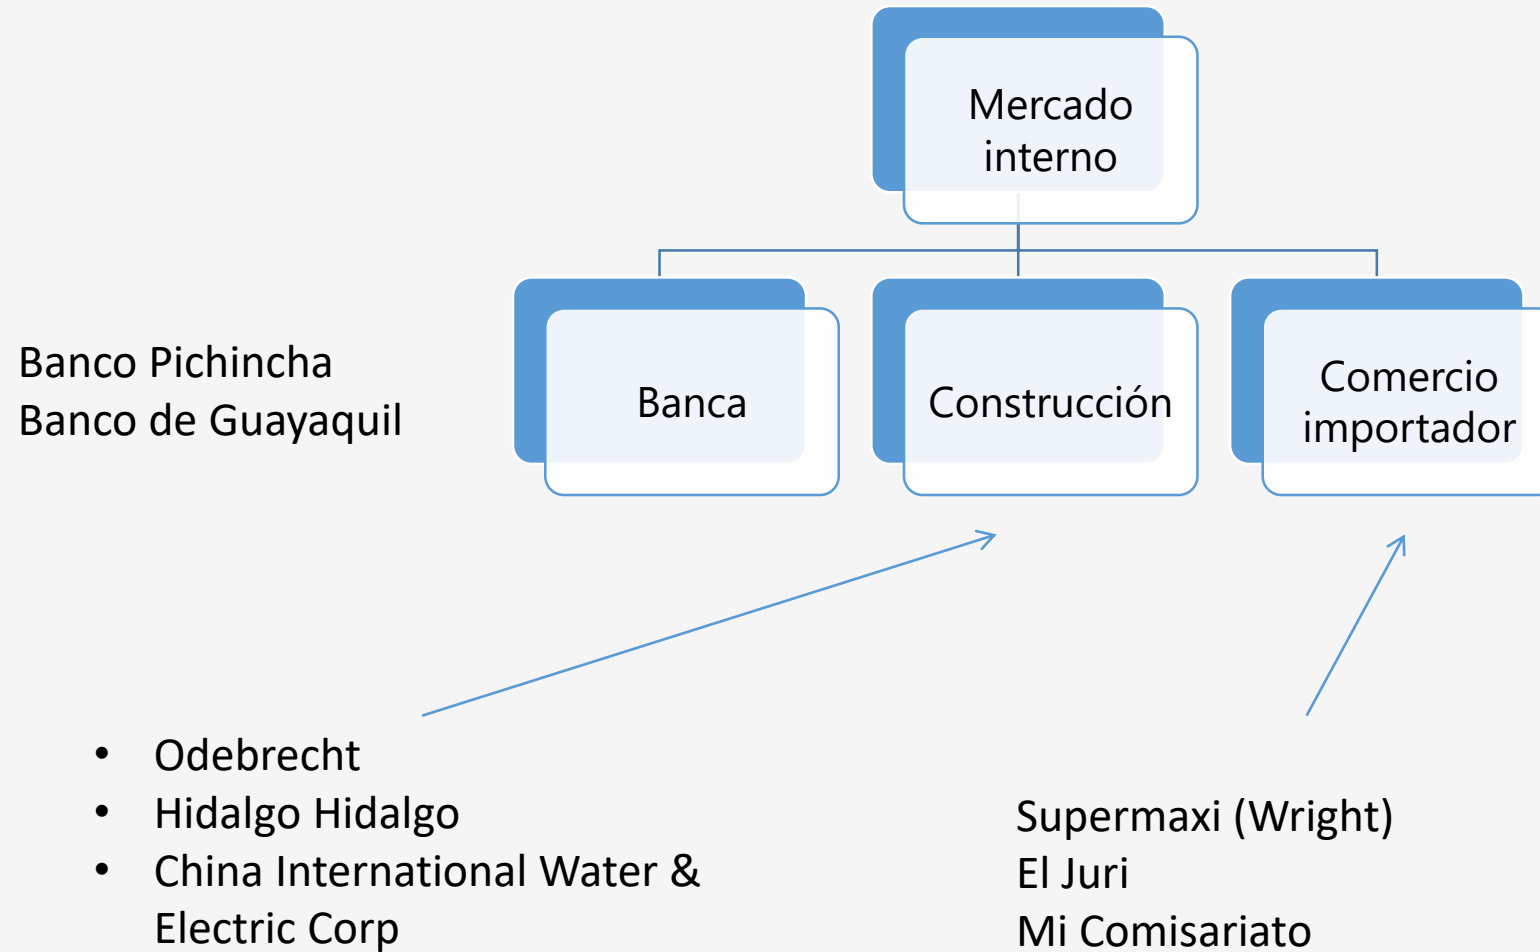 Mercado
interno
Banco Pichincha
Banco de Guayaquil
Banca
Construcción
Comercio
importador
• Odebrecht
• Hidalgo Hidalgo
• China International Water &
Electric Corp
Supermaxi (Wright)
El Juri
Mi Comisariato